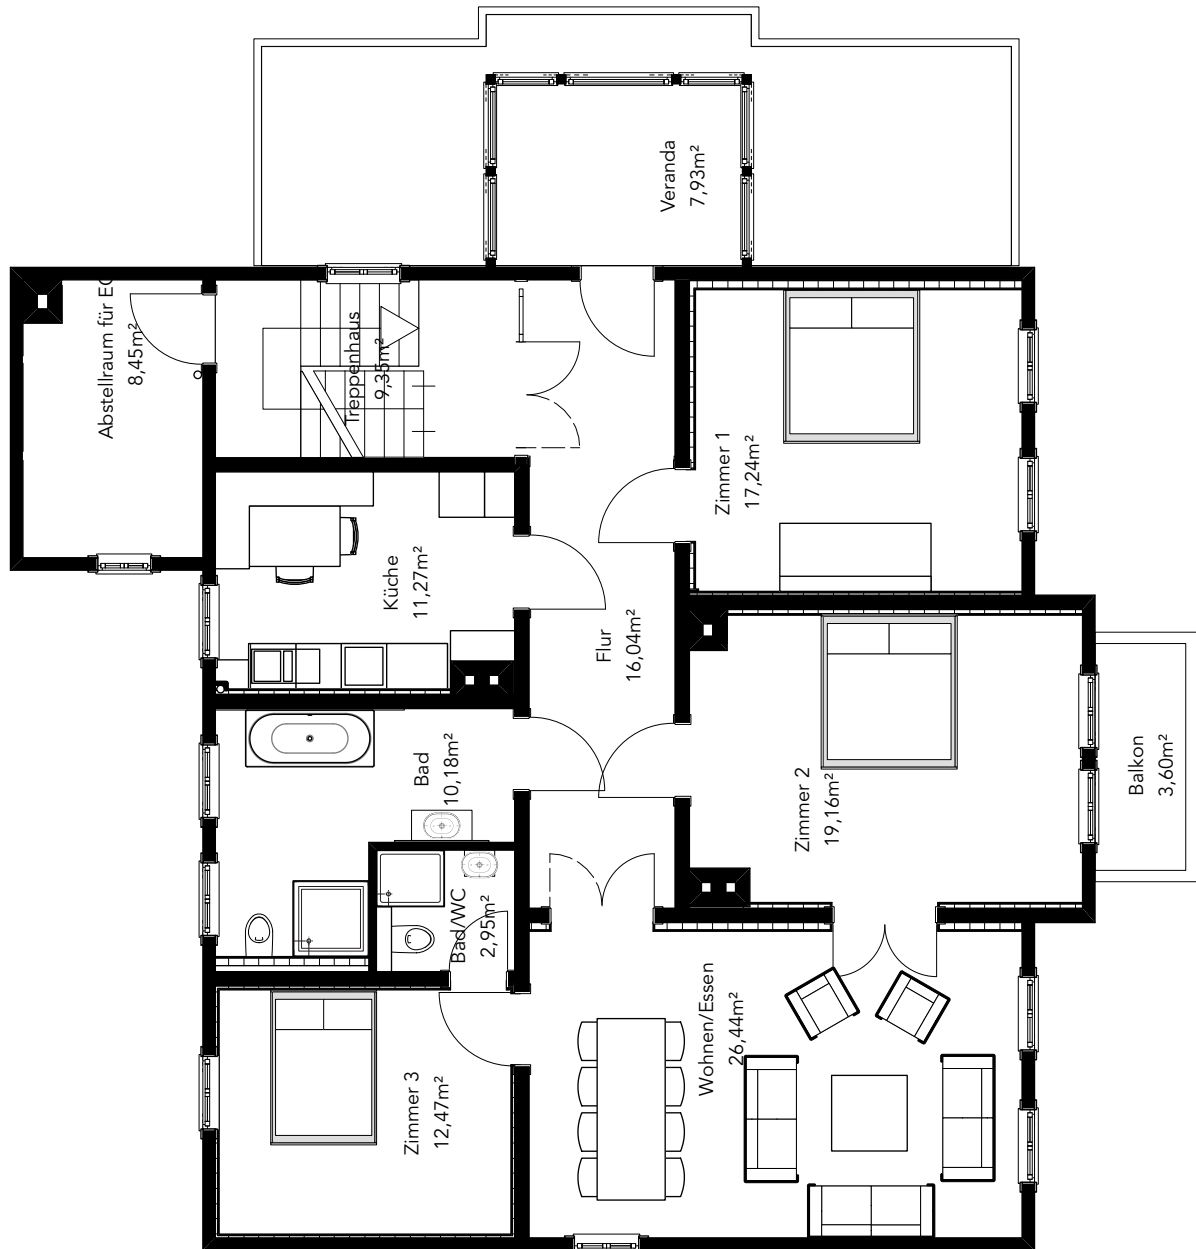 Veranda
7,93m²
Abstellraum für EG
8,45m²
Treppenhaus
9,35m²
Zimmer 1
17,24m²
Küche
11,27m²
Flur
16,04m²
Bad
10,18m²
Zimmer 2
19,16m²
Balkon
3,60m²
Bad/WC
2,95m²
Wohnen/Essen
26,44m²
Zimmer 3
12,47m²